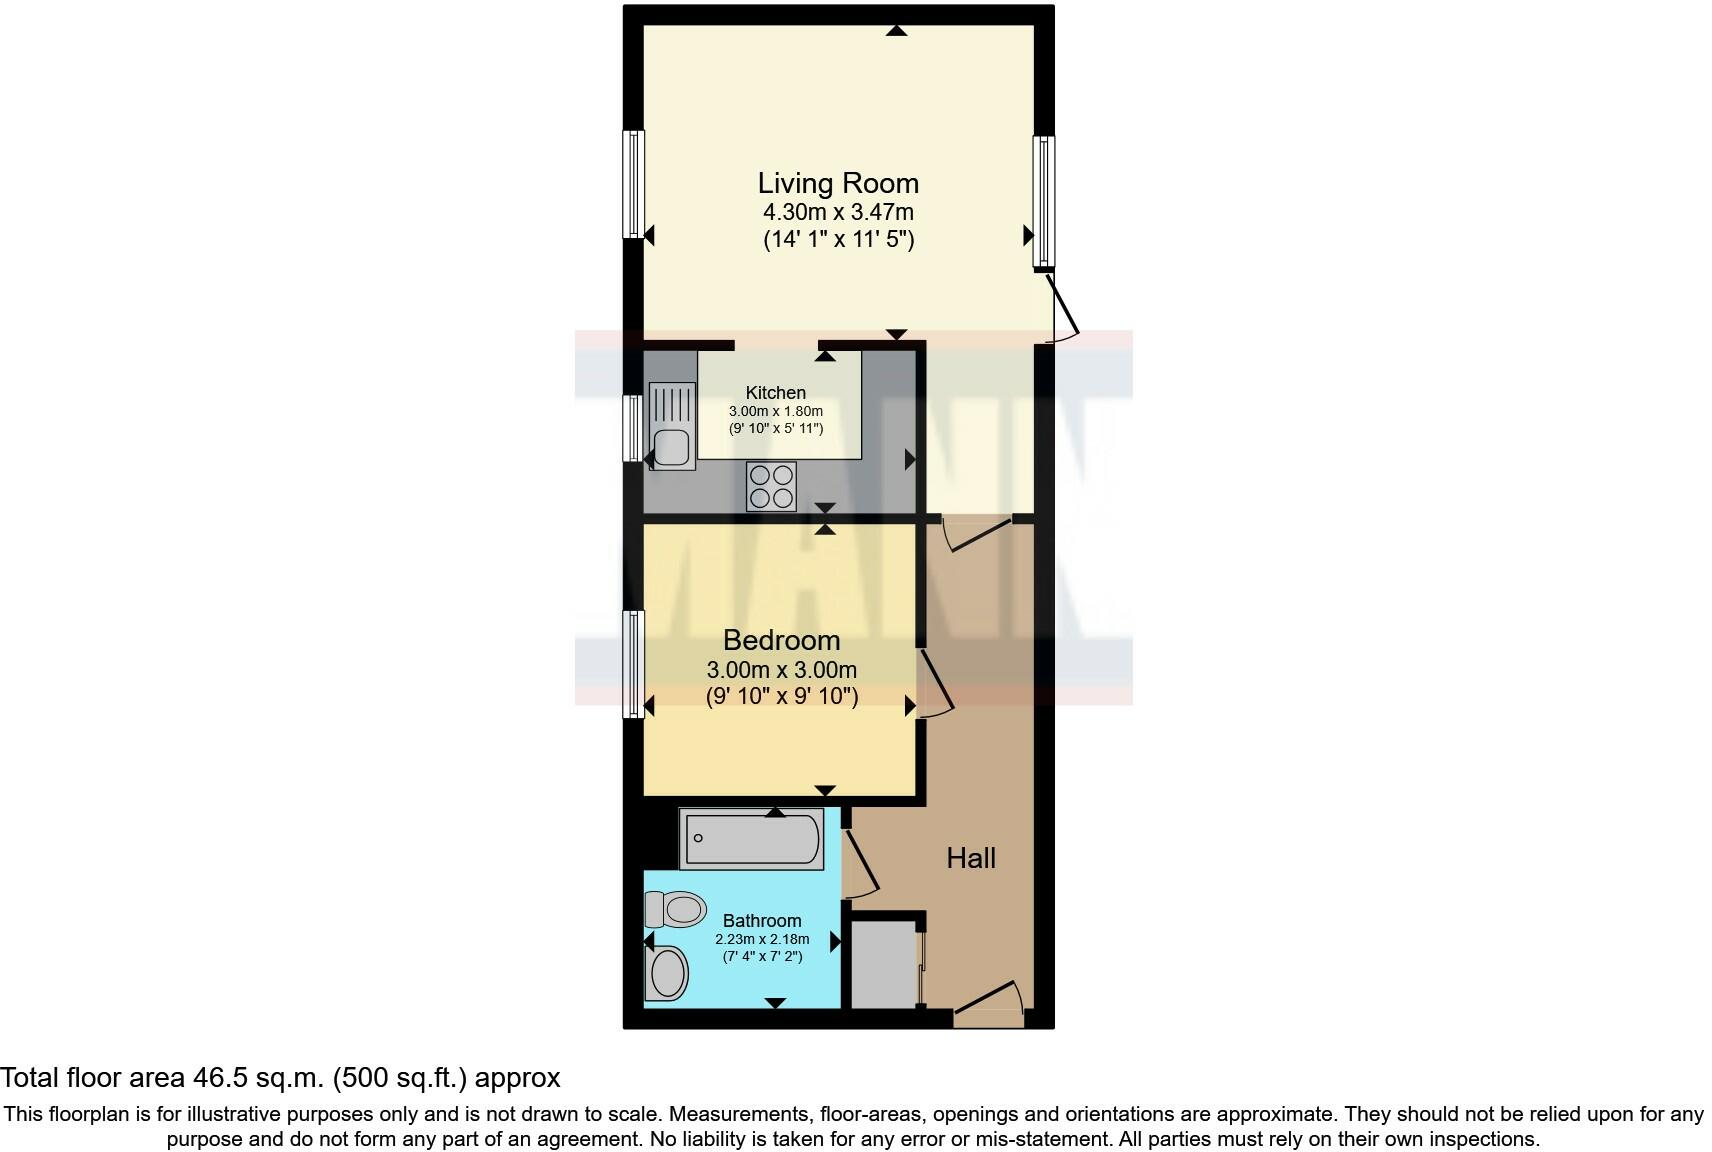 Living Room
4.30m x 3.47m
(14' 1" x 11' 5")
Kitchen
3.00m x 1.80m
(9' 10" x 5' 11")
Bedroom
3.00m x 3.00m
(9' 10" x 9' 10")
Hall
Bathroom
2.23m x 2.18m
(7' 4" x 7' 2")
MANN
Total floor area 46.5 sq.m. (500 sq.ft.) approx
This floorplan is for illustrative purposes only and is not drawn to scale. Measurements, floor-areas, openings and orientations are approximate. They should not be relied upon for any
purpose and do not form any part of an agreement. No liability is taken for any error or mis-statement. All parties must rely on their own inspections.